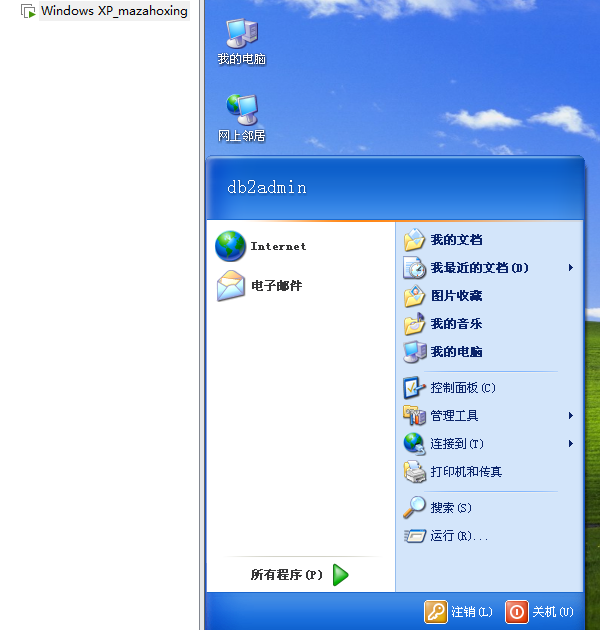 Windows XP_mazahoxing
我的电脑
网上邻居
db2admin
Internet
电子邮件
所有程序(P)
我的文档
我最近的文档(D)
图片收藏
我的音乐
我的电脑
控制面板(C)
管理工具
连接到(T)
打印机和传真
搜索(S)
运行(R)...
注销(L)
关机(U)